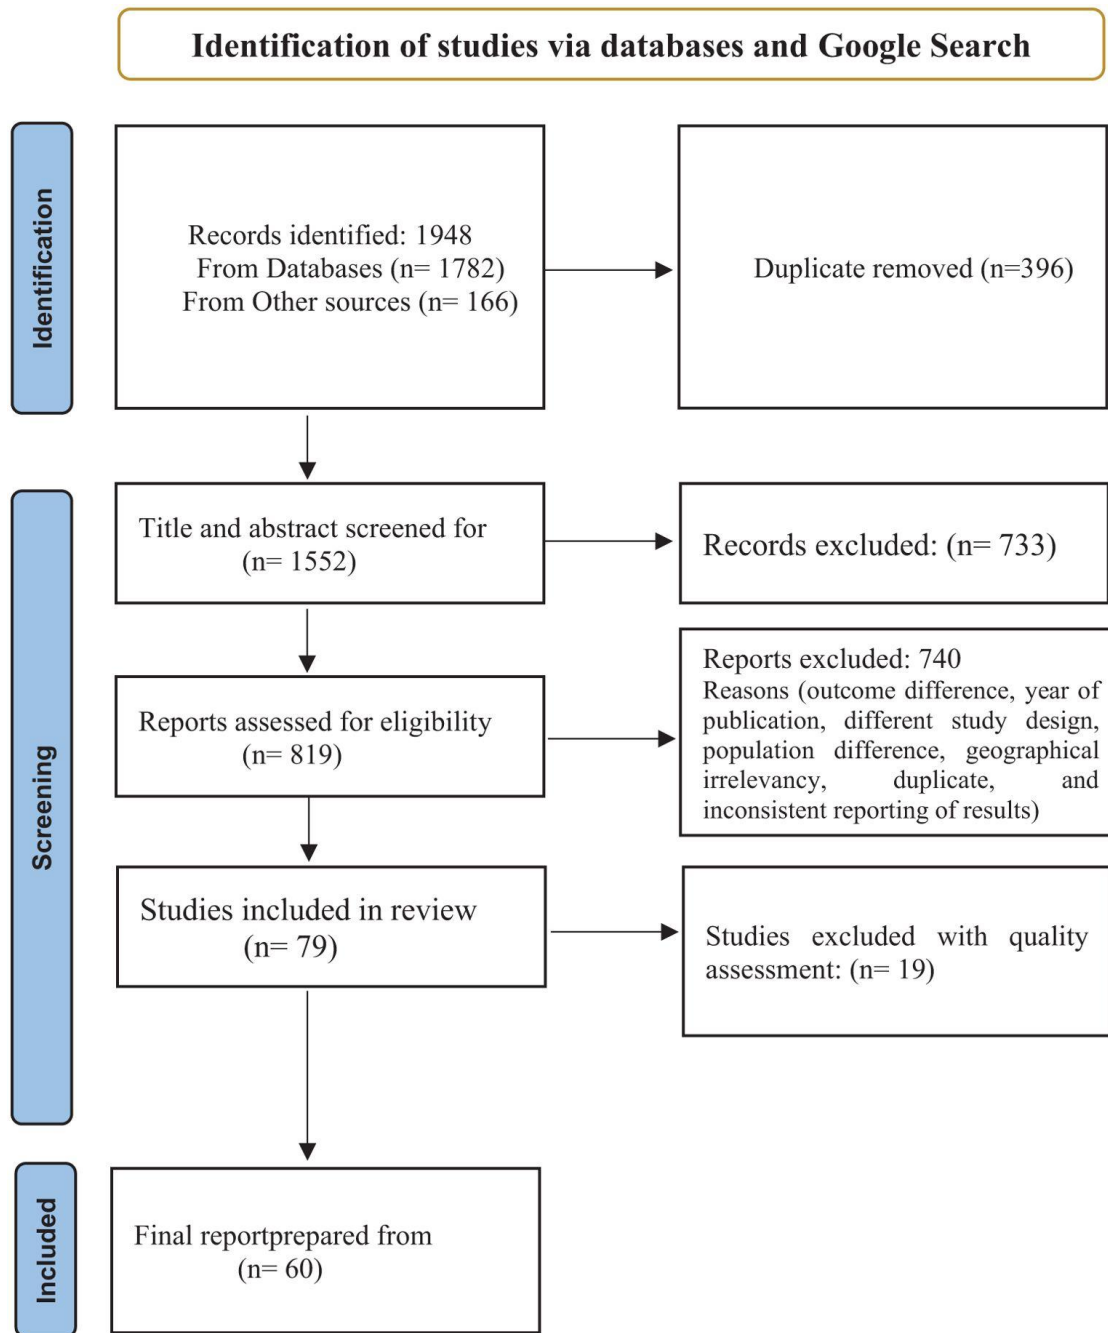 Identification of studies via databases and Google Search
Identification
Records identified: 1948
From Databases (n= 1782)
From Other sources (n= 166)
Duplicate removed (n=396)
Screening
Title and abstract screened for
(n= 1552)
Records excluded: (n= 733)
Reports assessed for eligibility
(n= 819)
Reports excluded: 740
Reasons (outcome difference, year of
publication, different study design,
population difference, geographical
irrelevancy, duplicate, and
inconsistent reporting of results)
Studies included in review
(n= 79)
Studies excluded with quality
assessment: (n= 19)
Included
Final reportprepared from
(n= 60)